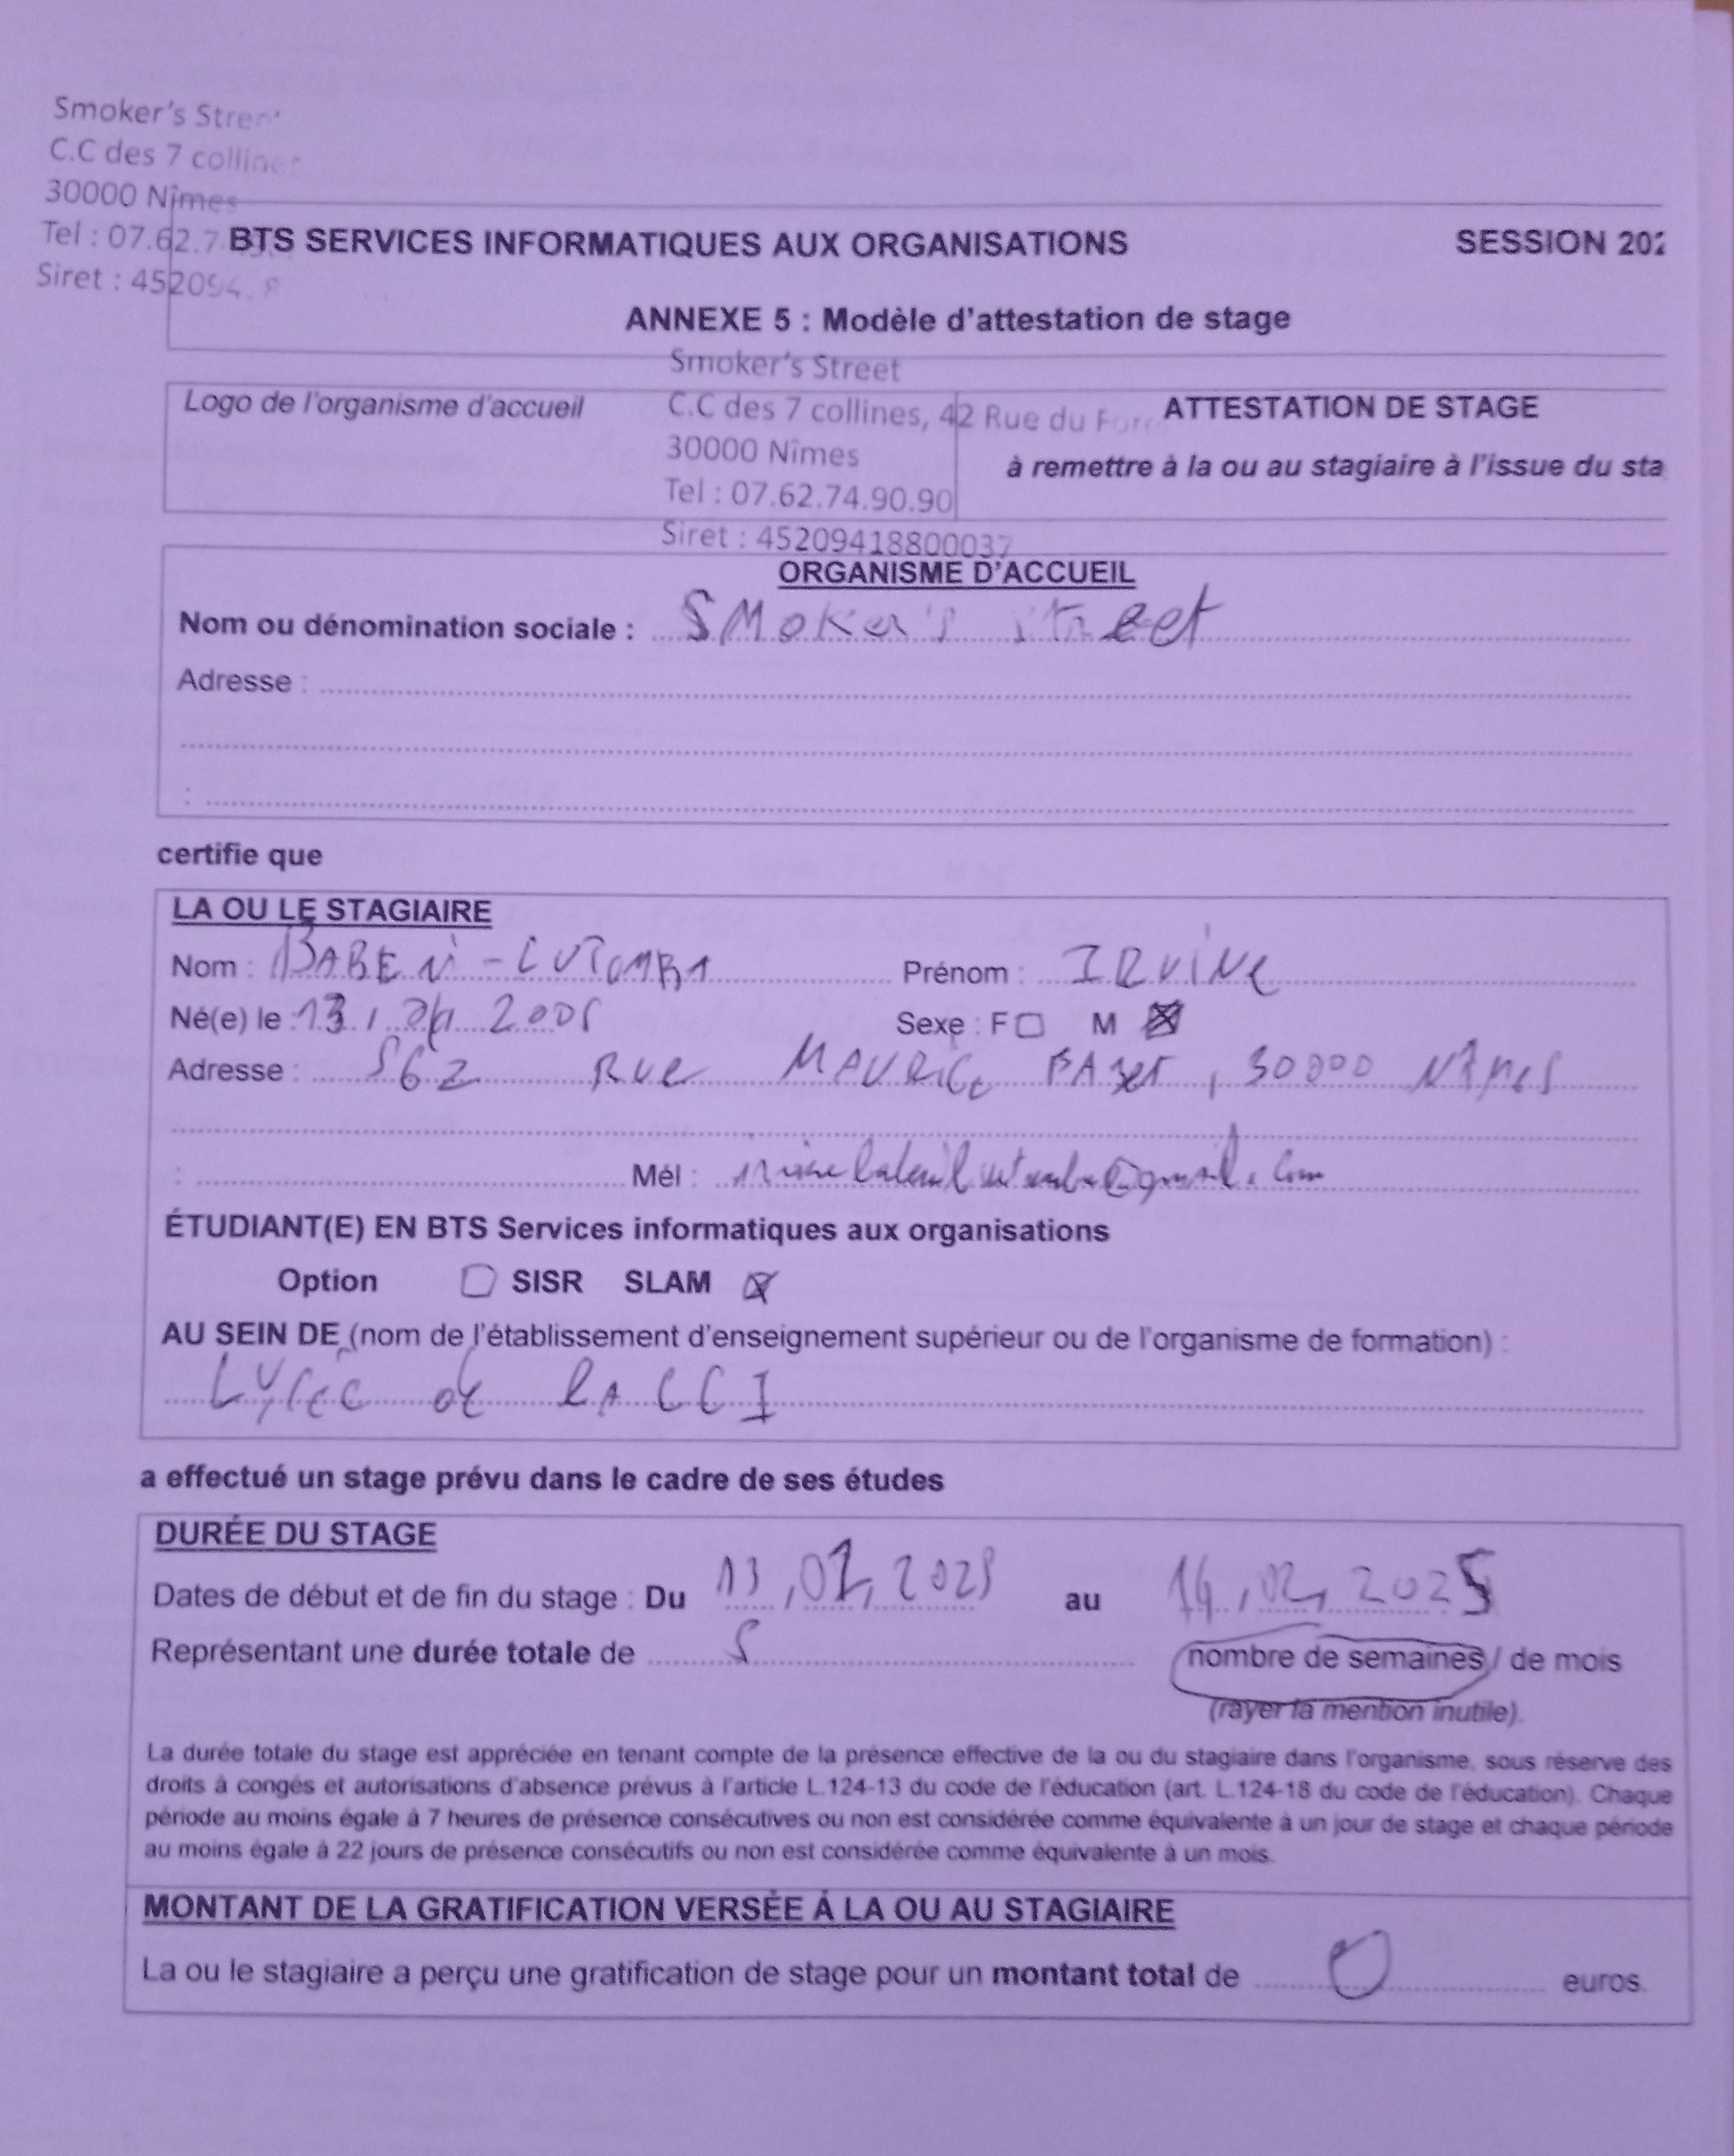 Smoker's Street
C.C des 7 collines
30000 Nîmes
Tel : 07.62.7
BTS SERVICES INFORMATIQUES AUX ORGANISATIONS SESSION 202
Siret : 452094
ANNEXE 5 : Modèle d'attestation de stage
Smoker's Street
Logo de l'organisme d'accueil
C.C des 7 collines, 42 Rue du
30000 Nîmes
Tel : 07.62.74.90.90
Siret : 45209418800037
ATTESTATION DE STAGE
à remettre à la ou au stagiaire à l'issue du sta
ORGANISME D'ACCUEIL
Nom ou dénomination sociale : SMoker's street
Adresse :
:
certifie que
LA OU LE STAGIAIRE
Nom : BABENi-LUTOMBA Prénom : IRViNe
Né(e) le 13 / 2005 Sexe : F M
Adresse : 562 Rue MAURiCe , 30000 NÎMes
: Mél : @gmail.com
ÉTUDIANT(E) EN BTS Services informatiques aux organisations
Option SISR SLAM
AU SEIN DE (nom de l'établissement d'enseignement supérieur ou de l'organisme de formation) :
LYCEE de lA CCI
a effectué un stage prévu dans le cadre de ses études
DURÉE DU STAGE
Dates de début et de fin du stage : Du 13,01,2025 au 14,02,2025
Représentant une durée totale de 5 nombre de semaines / de mois
(rayer la mention inutile).
La durée totale du stage est appréciée en tenant compte de la présence effective de la ou du stagiaire dans l'organisme, sous réserve des
droits à congés et autorisations d'absence prévus à l'article L.124-13 du code de l'éducation (art. L.124-18 du code de l'éducation). Chaque
période au moins égale à 7 heures de présence consécutives ou non est considérée comme équivalente à un jour de stage et chaque période
au moins égale à 22 jours de présence consécutifs ou non est considérée comme équivalente à un mois.
MONTANT DE LA GRATIFICATION VERSÉE À LA OU AU STAGIAIRE
La ou le stagiaire a perçu une gratification de stage pour un montant total de 0 euros.